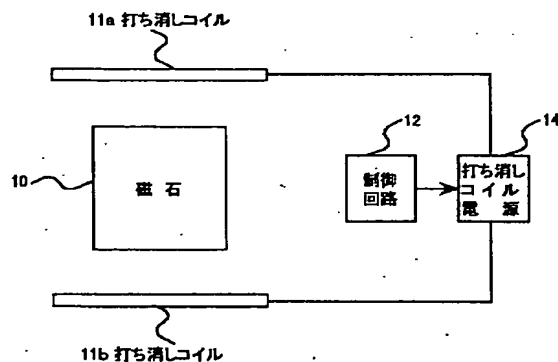 11a 打ち消しコイル
12
14
10
磁 石
制御
回路
打ち消し
コイル
電 源
11b 打ち消しコイル